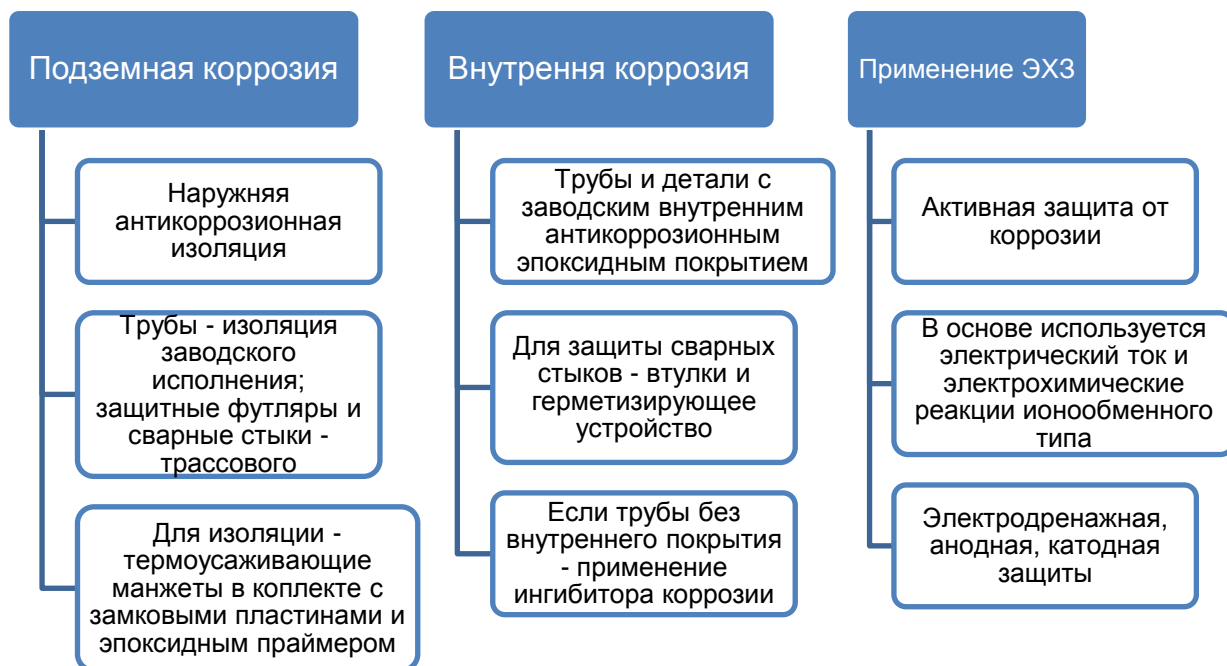 Подземная коррозия
Наружняя
антикоррозионная
изоляция
Трубы - изоляция
заводского
исполнения;
защитные футляры и
сварные стыки -
трассового
Для изоляции -
термоусаживающие
манжеты в коплекте с
замковыми пластинами и
эпоксидным праймером
Внутрення коррозия
Трубы и детали с
заводским внутренним
антикоррозионным
эпоксидным покрытием
Для защиты сварных
стыков - втулки и
герметизирующее
устройство
Если трубы без
внутреннего покрытия
- применение
ингибитора коррозии
Применение ЭХЗ
Активная защита от
коррозии
В основе используется
электрический ток и
электрохимические
реакции ионообменного
типа
Электродренажная,
анодная, катодная
защиты